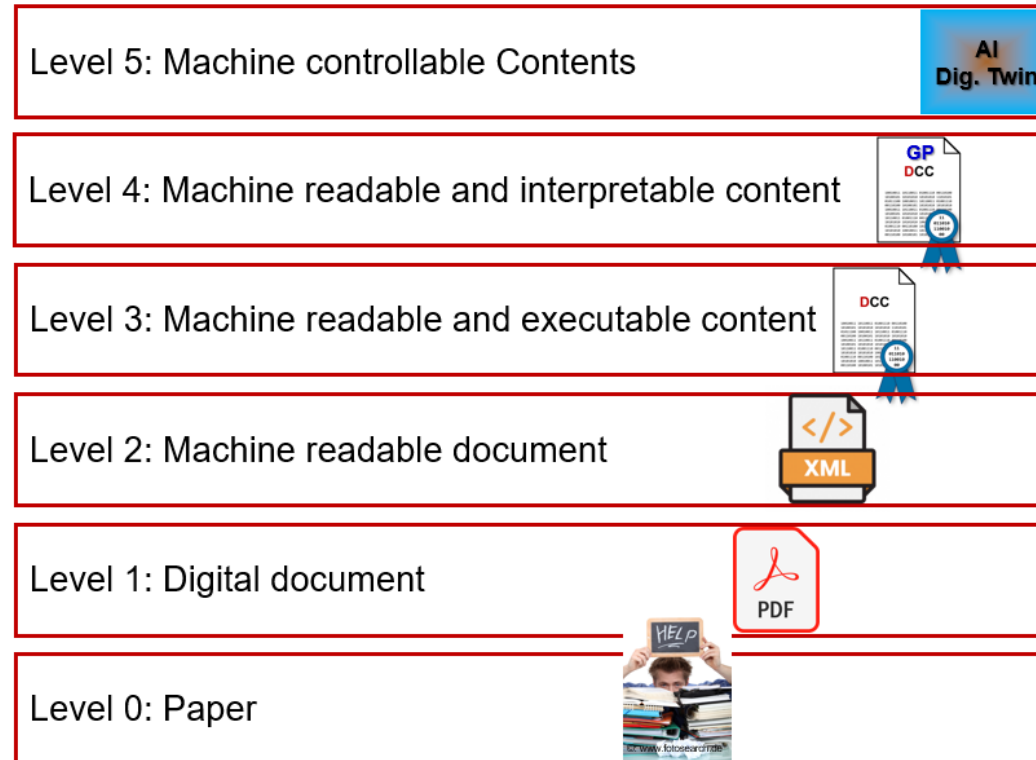 Level 5: Machine controllable Contents
AI
Dig. Twin
Level 4: Machine readable and interpretable content
GP
DCC
Level 3: Machine readable and executable content
DCC
Level 2: Machine readable document
</>
XML
Level 1: Digital document
PDF
HELP
Level 0: Paper
www.fotosearch.de